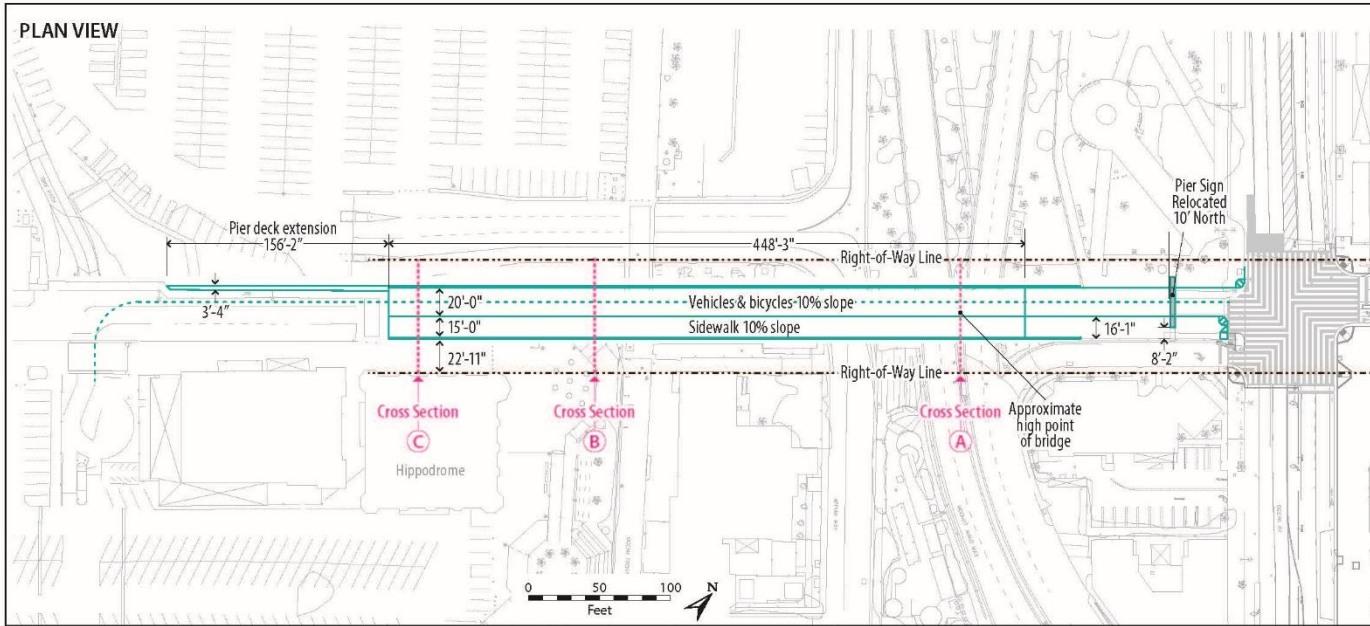 PLAN VIEW
Pier Sign
Relocated
10' North
Pier deck extension
156'-2"
448'-3"
Right-of-Way Line
3'-4"
20'-0"
Vehicles & bicycles 10% slope
15'-0"
Sidewalk 10% slope
16'-1"
22'-11"
8'-2"
Right-of-Way Line
Cross Section
C
Cross Section
B
Cross Section
A
Approximate
high point
of bridge
Hippodrome
0 50 100
Feet
N